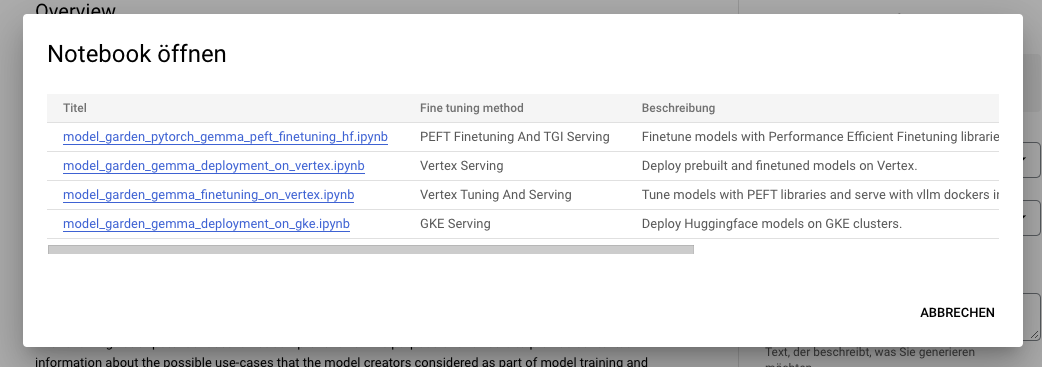 Overview
Notebook öffnen
Titel Fine tuning method Beschreibung
model_garden_pytorch_gemma_peft_finetuning_hf.ipynb PEFT Finetuning And TGI Serving Finetune models with Performance Efficient Finetuning librarie
model_garden_gemma_deployment_on_vertex.ipynb Vertex Serving Deploy prebuilt and finetuned models on Vertex.
model_garden_gemma_finetuning_on_vertex.ipynb Vertex Tuning And Serving Tune models with PEFT libraries and serve with vllm dockers i
model_garden_gemma_deployment_on_gke.ipynb GKE Serving Deploy Huggingface models on GKE clusters.
ABBRECHEN
information about the possible use-cases that the model creators considered as part of model training and
Text, der beschreibt, was Sie generieren
möchten